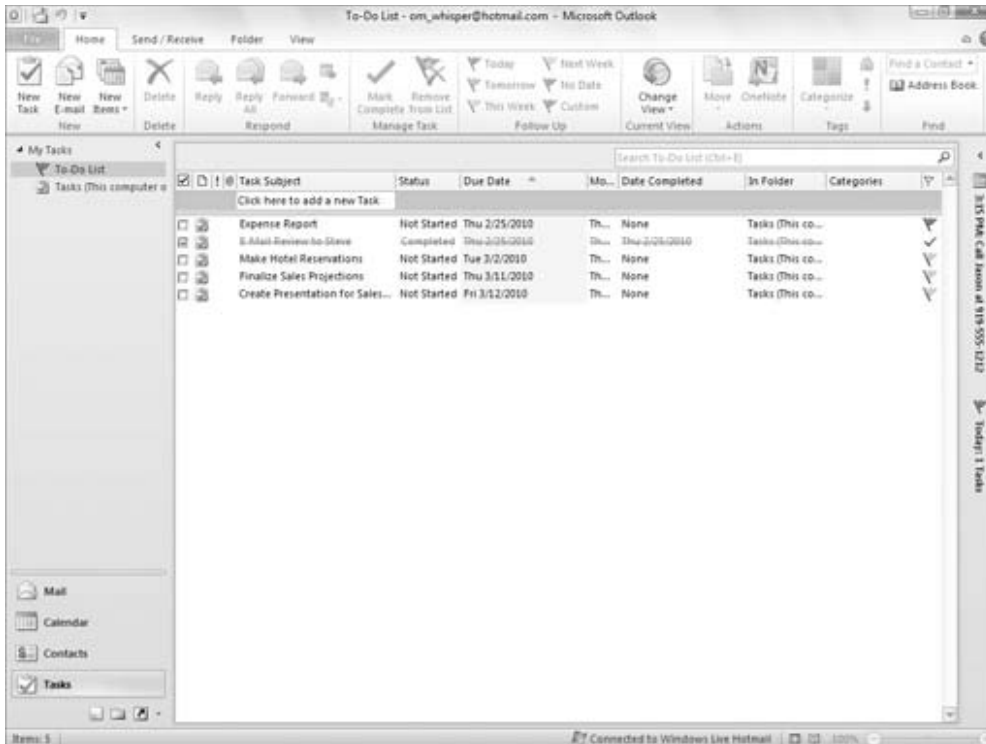 To-Do List - om_whisper@hotmail.com - Microsoft Outlook
File Home Send / Receive Folder View
New Task
New E-mail
New Items
New
Delete
Delete
Reply
Reply All
Forward
Respond
Mark Complete
Remove from List
Manage Task
Today
Tomorrow
This Week
Next Week
No Date
Custom
Follow Up
Change View
Current View
Move
OneNote
Actions
Categorize
Tags
Find a Contact
Address Book
Find
My Tasks
To-Do List
Tasks (This computer o
Search To-Do List (Ctrl+E)
Task Subject Status Due Date Mo... Date Completed In Folder Categories
Click here to add a new Task
Expense Report Not Started Thu 2/25/2010 Th... None Tasks (This co...
E-Mail Review to Steve Completed Thu 2/25/2010 Th... Thu 2/25/2010 Tasks (This co...
Make Hotel Reservations Not Started Tue 3/2/2010 Th... None Tasks (This co...
Finalize Sales Projections Not Started Thu 3/11/2010 Th... None Tasks (This co...
Create Presentation for Sales... Not Started Fri 3/12/2010 Th... None Tasks (This co...
3:15 PM: Call Jason at 919-555-1212
Today: 1 Tasks
Mail
Calendar
Contacts
Tasks
Items: 5
Connected to Windows Live Hotmail
100%